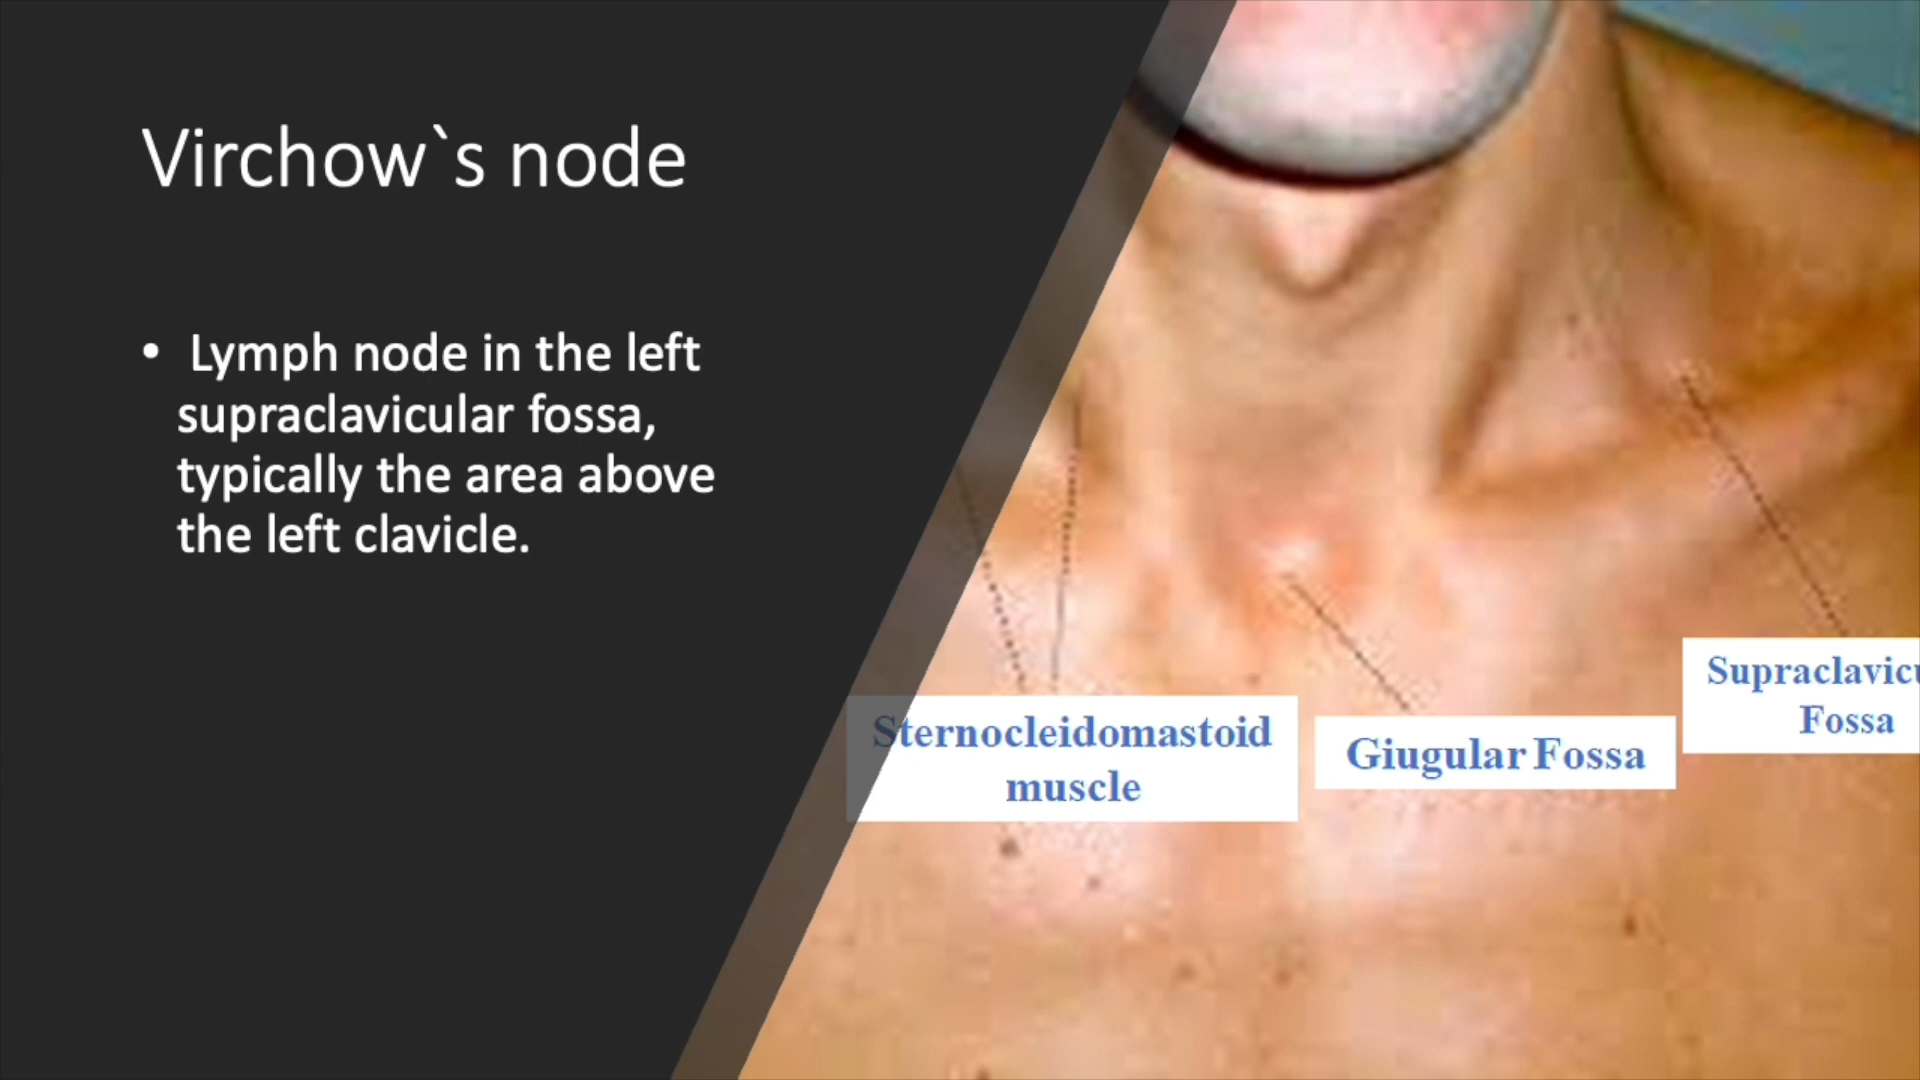 Virchow`s node
• Lymph node in the left
supraclavicular fossa,
typically the area above
the left clavicle.
Sternocleidomastoid
muscle
Giugular Fossa
Fossa